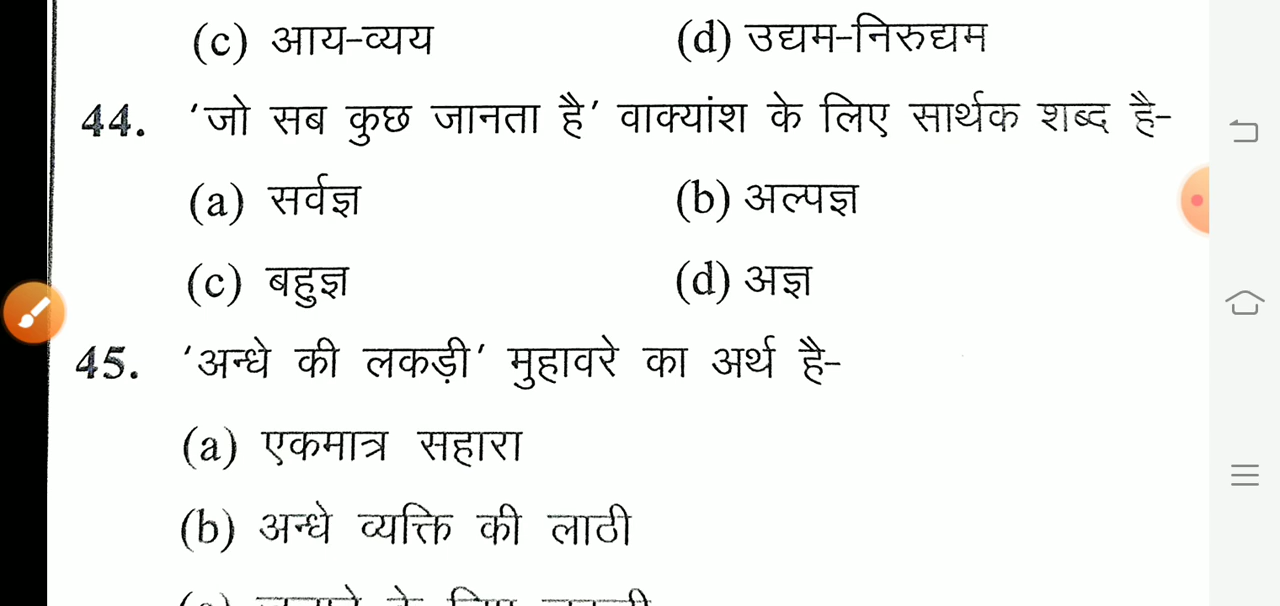 (c) आय-व्यय (d) उद्यम-निरुद्यम
44. 'जो सब कुछ जानता है' वाक्यांश के लिए सार्थक शब्द है-
(a) सर्वज्ञ (b) अल्पज्ञ
(c) बहुज्ञ (d) अज्ञ
45. 'अन्धे की लकड़ी' मुहावरे का अर्थ है-
(a) एकमात्र सहारा
(b) अन्धे व्यक्ति की लाठी